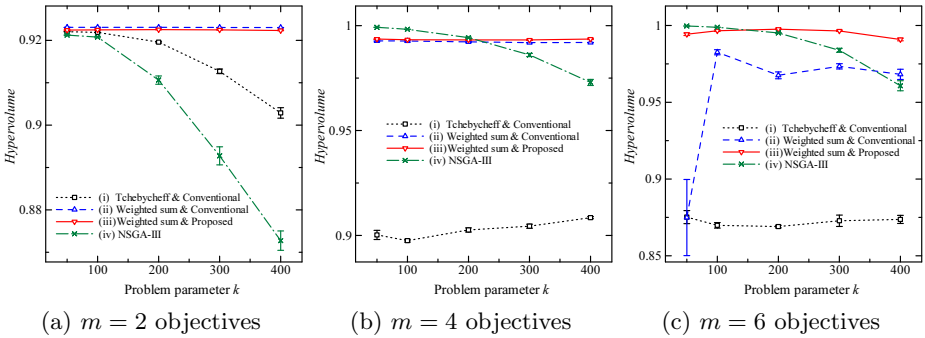 Hypervolume
0.92
0.9
0.88
100
200
300
400
Problem parameter k
(i) Tchebycheff & Conventional
(ii) Weighted sum & Conventional
(iii) Weighted sum & Proposed
(iv) NSGA-III
(a) m = 2 objectives
Hypervolume
1
0.95
0.9
100
200
300
400
Problem parameter k
(i) Tchebycheff & Conventional
(ii) Weighted sum & Conventional
(iii) Weighted sum & Proposed
(iv) NSGA-III
(b) m = 4 objectives
Hypervolume
1
0.95
0.9
0.85
100
200
300
400
Problem parameter k
(i) Tchebycheff & Conventional
(ii) Weighted sum & Conventional
(iii) Weighted sum & Proposed
(iv) NSGA-III
(c) m = 6 objectives